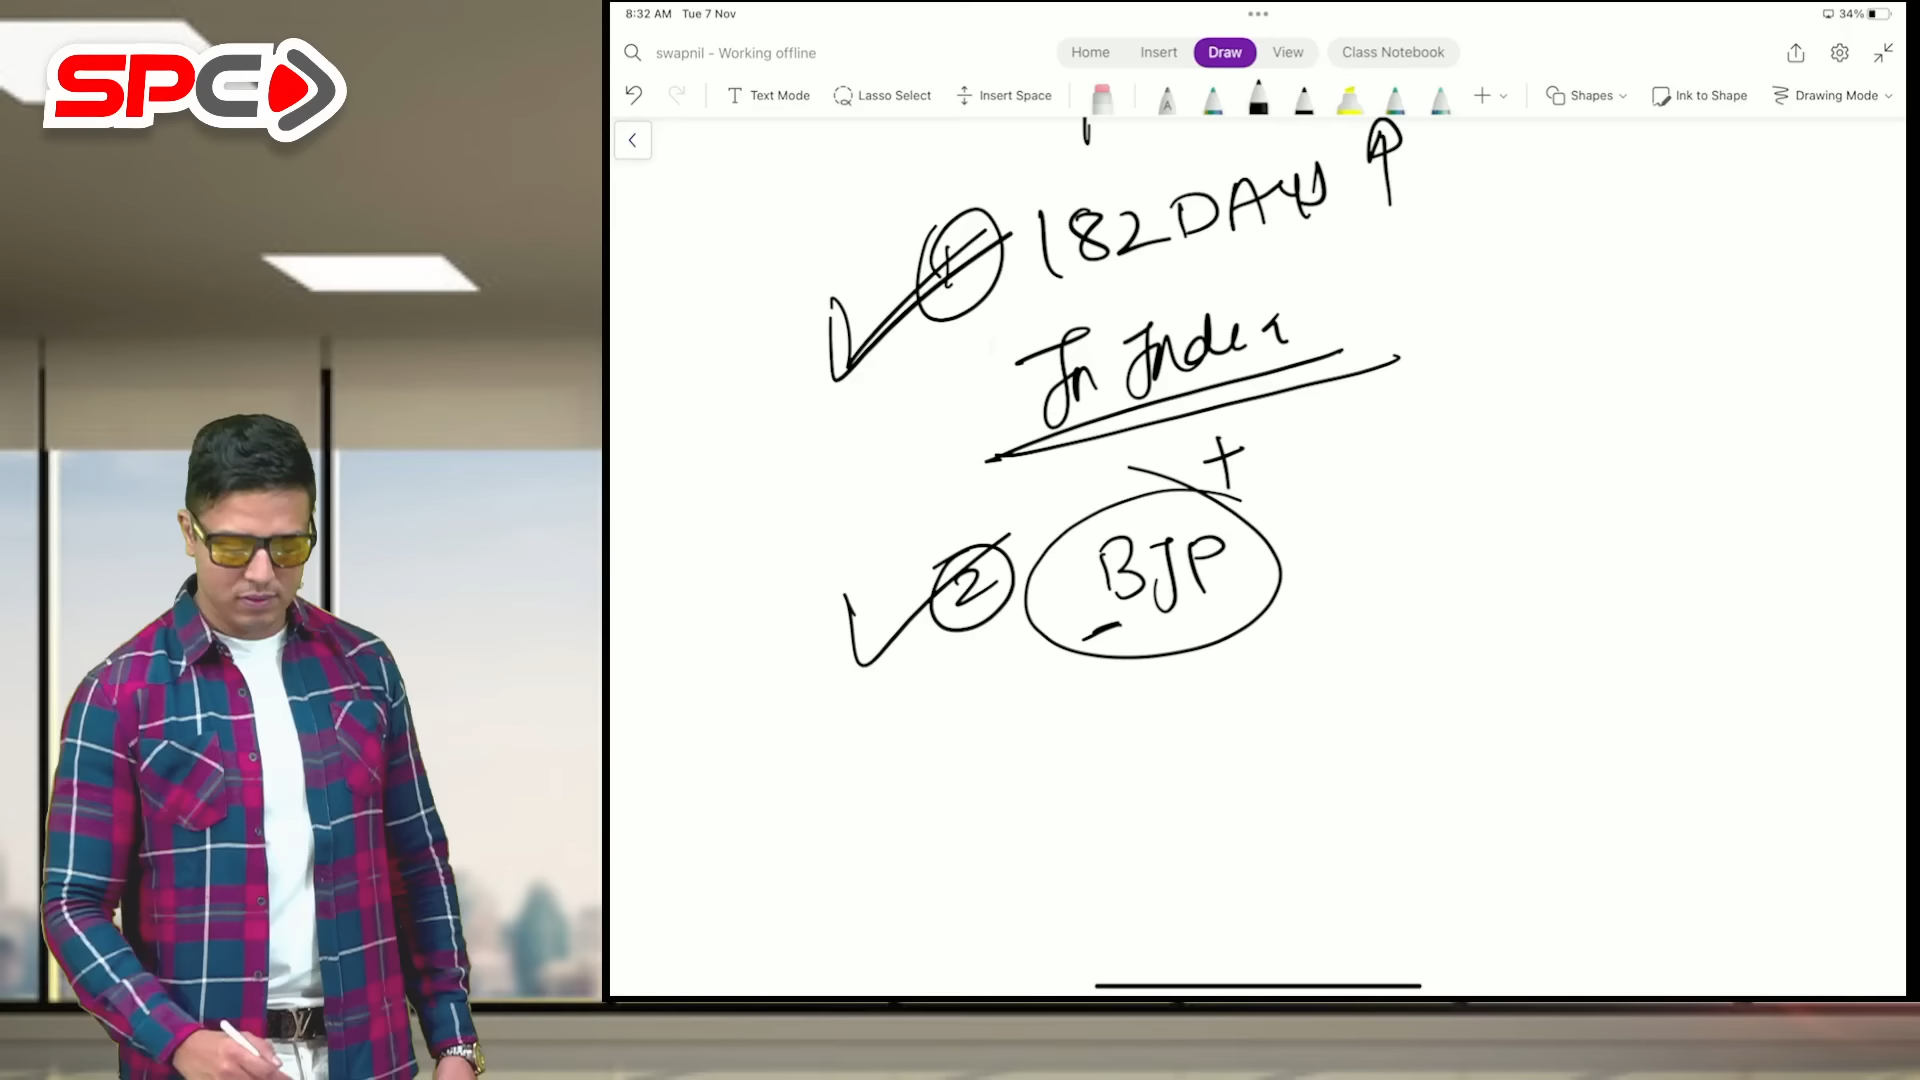 SPC
8:32 AM Tue 7 Nov
34%
swapnil - Working offline
Home Insert Draw View Class Notebook
Text Mode Lasso Select Insert Space A Shapes Ink to Shape Drawing Mode
1 182 DAYS
In India
+
2 BJP